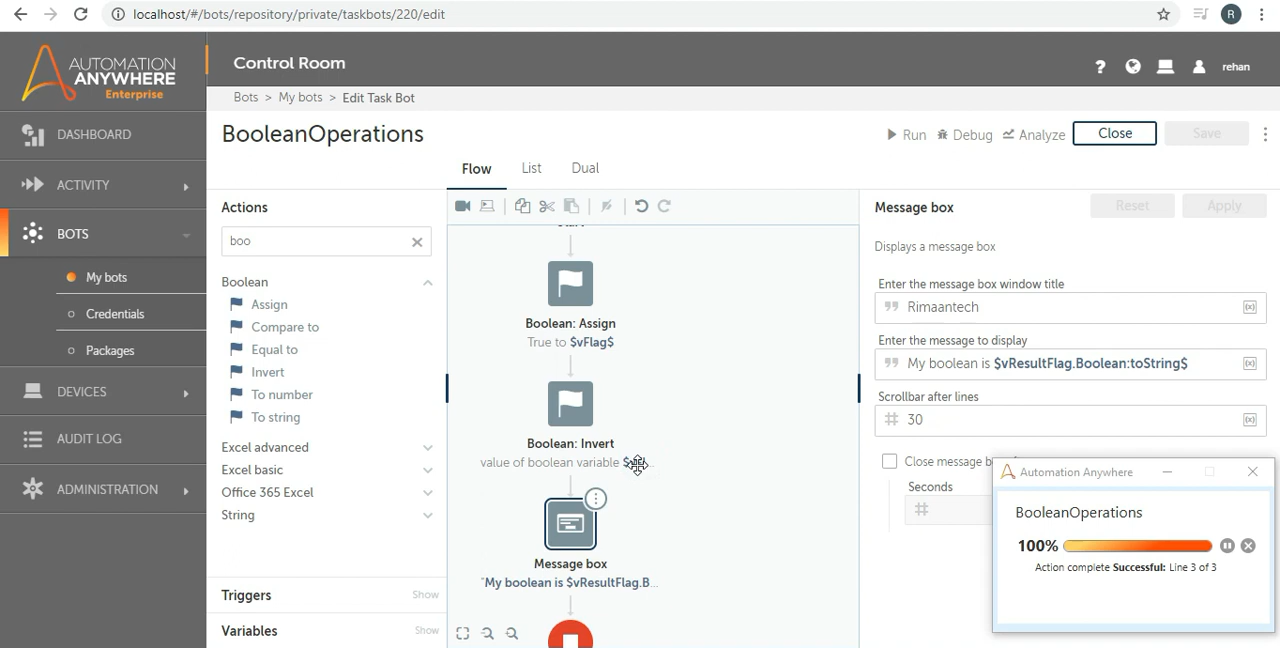 localhost/#/bots/repository/private/taskbots/220/edit
R
AUTOMATION
ANYWHERE
Enterprise
Control Room
rehan
Bots > My bots > Edit Task Bot
BooleanOperations
Run
Debug
Analyze
Close
Save
DASHBOARD
ACTIVITY
BOTS
My bots
Credentials
Packages
DEVICES
AUDIT LOG
ADMINISTRATION
Flow
List
Dual
Actions
boo
Boolean
Assign
Compare to
Equal to
Invert
To number
To string
Excel advanced
Excel basic
Office 365 Excel
String
Triggers
Show
Variables
Show
Start
Boolean: Assign
True to $vFlag$
Boolean: Invert
value of boolean variable
Message box
"My boolean is $vResultFlag.B...
Message box
Reset
Apply
Displays a message box
Enter the message box window title
Rimaantech
Enter the message to display
My boolean is $vResultFlag.Boolean:toString$
Scrollbar after lines
30
Close message
Seconds
Automation Anywhere
BooleanOperations
100%
Action complete Successful: Line 3 of 3